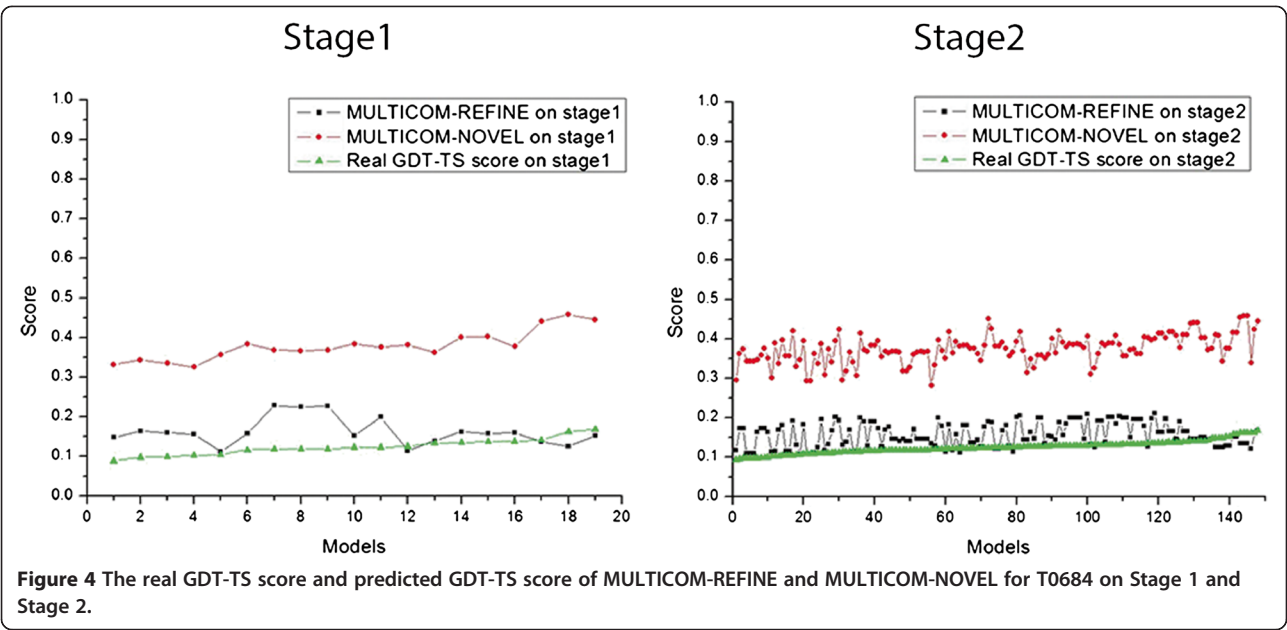 Stage1
Stage2
MULTICOM-REFINE on stage1
MULTICOM-NOVEL on stage1
Real GDT-TS score on stage1
1.0
0.9
0.8
0.7
0.6
0.5
0.4
0.3
0.2
0.1
0.0
Score
0 2 4 6 8 10 12 14 16 18 20
Models
MULTICOM-REFINE on stage2
MULTICOM-NOVEL on stage2
Real GDT-TS score on stage2
1.0
0.9
0.8
0.7
0.6
0.5
0.4
0.3
0.2
0.1
0.0
Score
0 20 40 60 80 100 120 140
Models
Figure 4 The real GDT-TS score and predicted GDT-TS score of MULTICOM-REFINE and MULTICOM-NOVEL for T0684 on Stage 1 and
Stage 2.